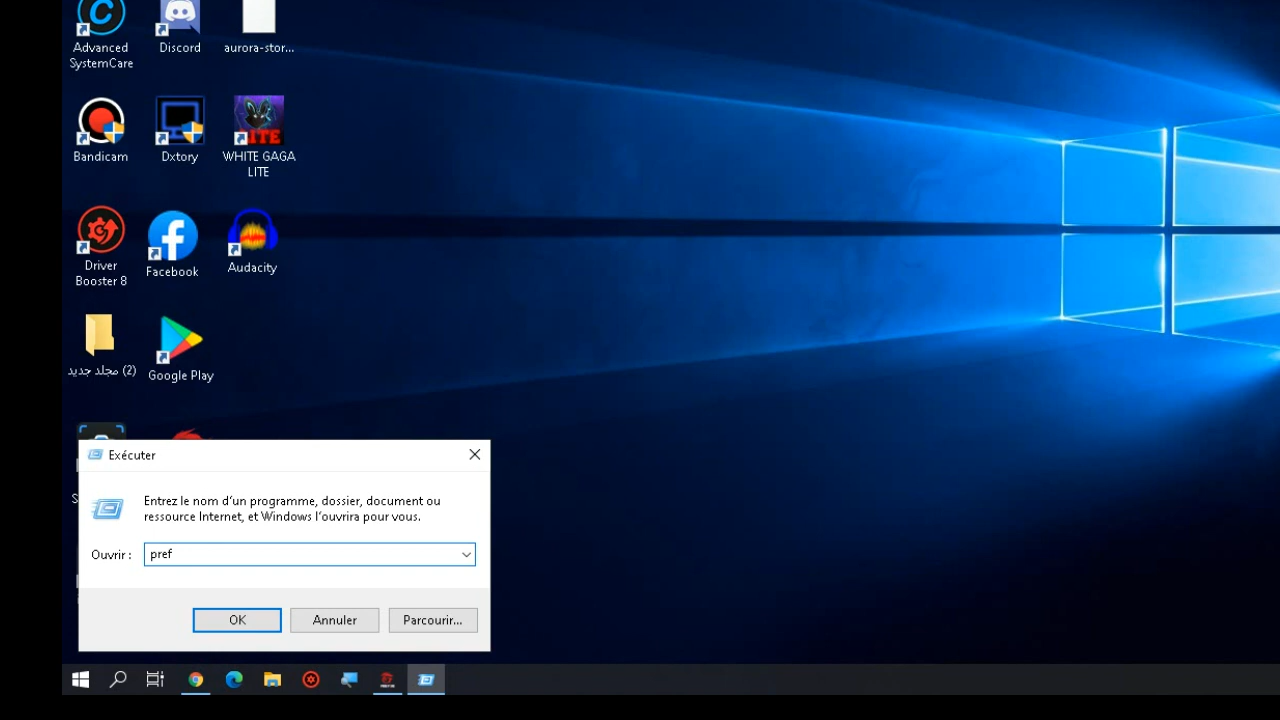 Advanced
SystemCare
Discord
aurora-stor...
Bandicam
Dxtory
WHITE GAGA
LITE
LITE
Driver
Booster 8
Facebook
Audacity
مجلد جديد (2)
Google Play
S
Exécuter
Entrez le nom d'un programme, dossier, document ou
ressource Internet, et Windows l'ouvrira pour vous.
Ouvrir :
pref
OK
Annuler
Parcourir...